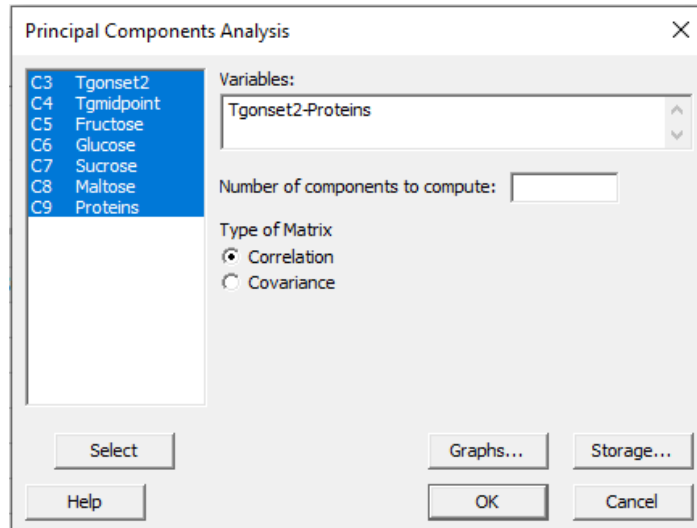 Principal Components Analysis
C3 Tgonset2
C4 Tgmidpoint
C5 Fructose
C6 Glucose
C7 Sucrose
C8 Maltose
C9 Proteins
Variables:
Tgonset2-Proteins
Number of components to compute:
Type of Matrix
Correlation
Covariance
Select
Graphs...
Storage...
Help
OK
Cancel